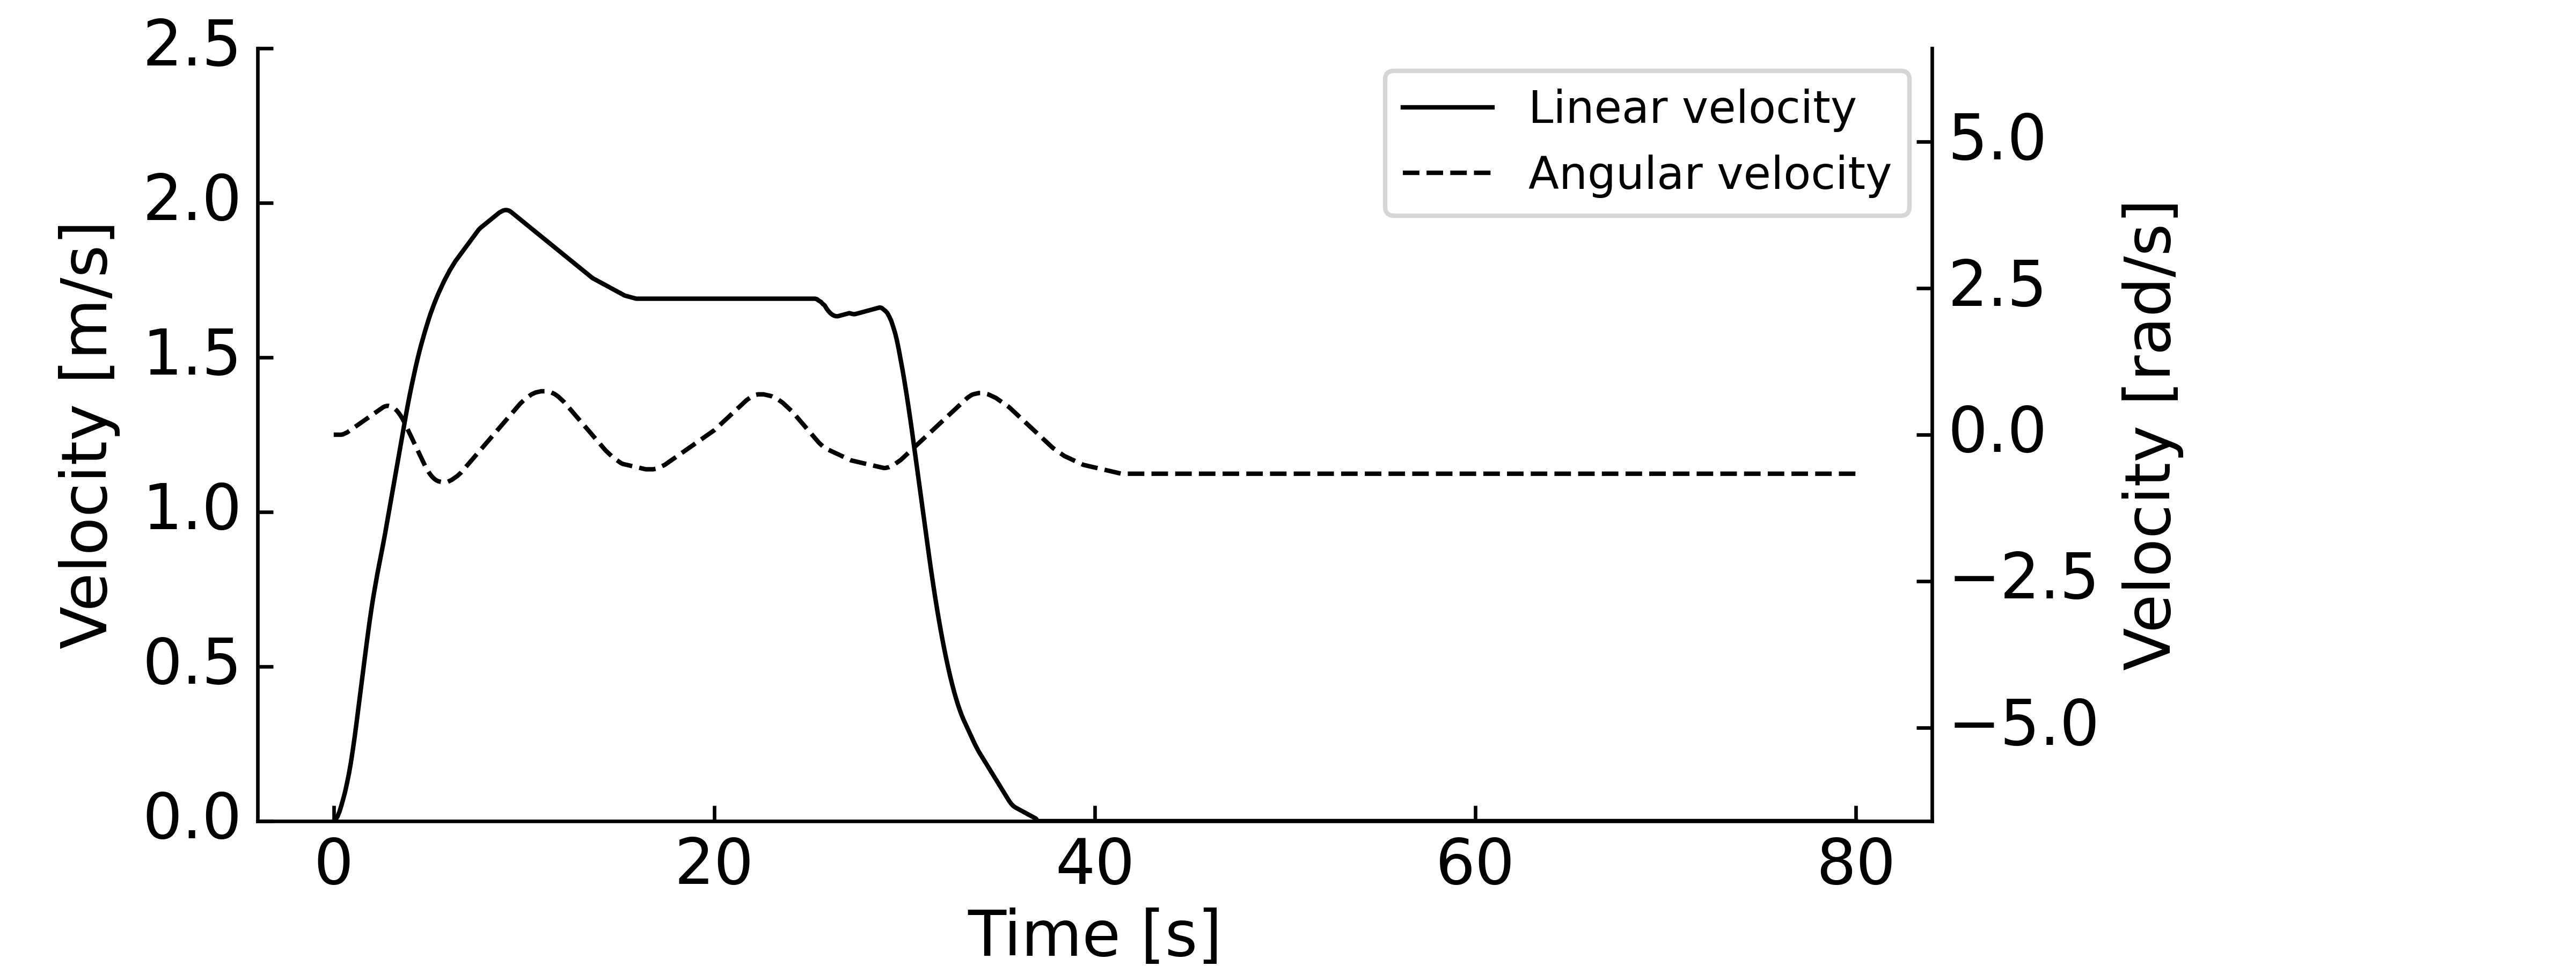 2.5
2.0
1.5
1.0
0.5
0.0
Velocity [m/s]
Linear velocity
Angular velocity
5.0
2.5
0.0
−2.5
−5.0
Velocity [rad/s]
0 20 40 60 80
Time [s]